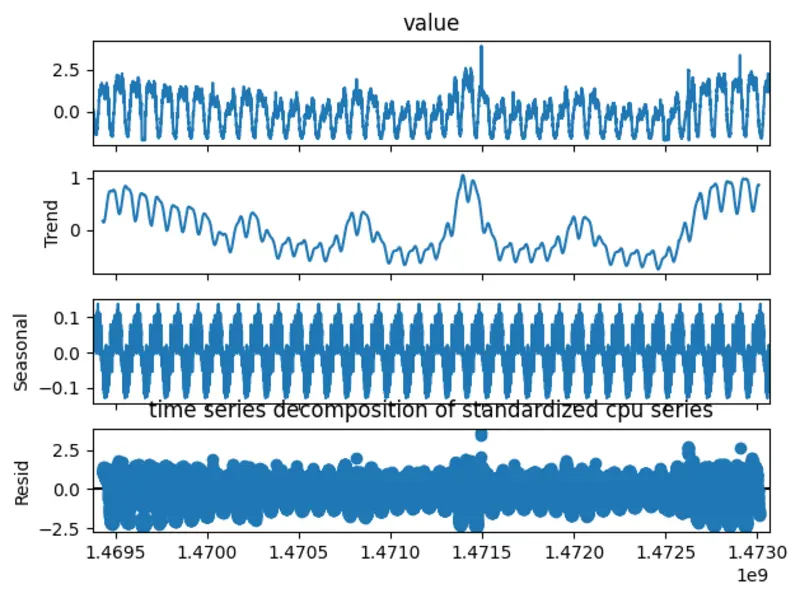 value
2.5
0.0
Trend
1
0
Seasonal
0.1
0.0
−0.1
time series decomposition of standardized cpu series
Resid
2.5
0.0
−2.5
1.4695 1.4700 1.4705 1.4710 1.4715 1.4720 1.4725 1.4730
1e9